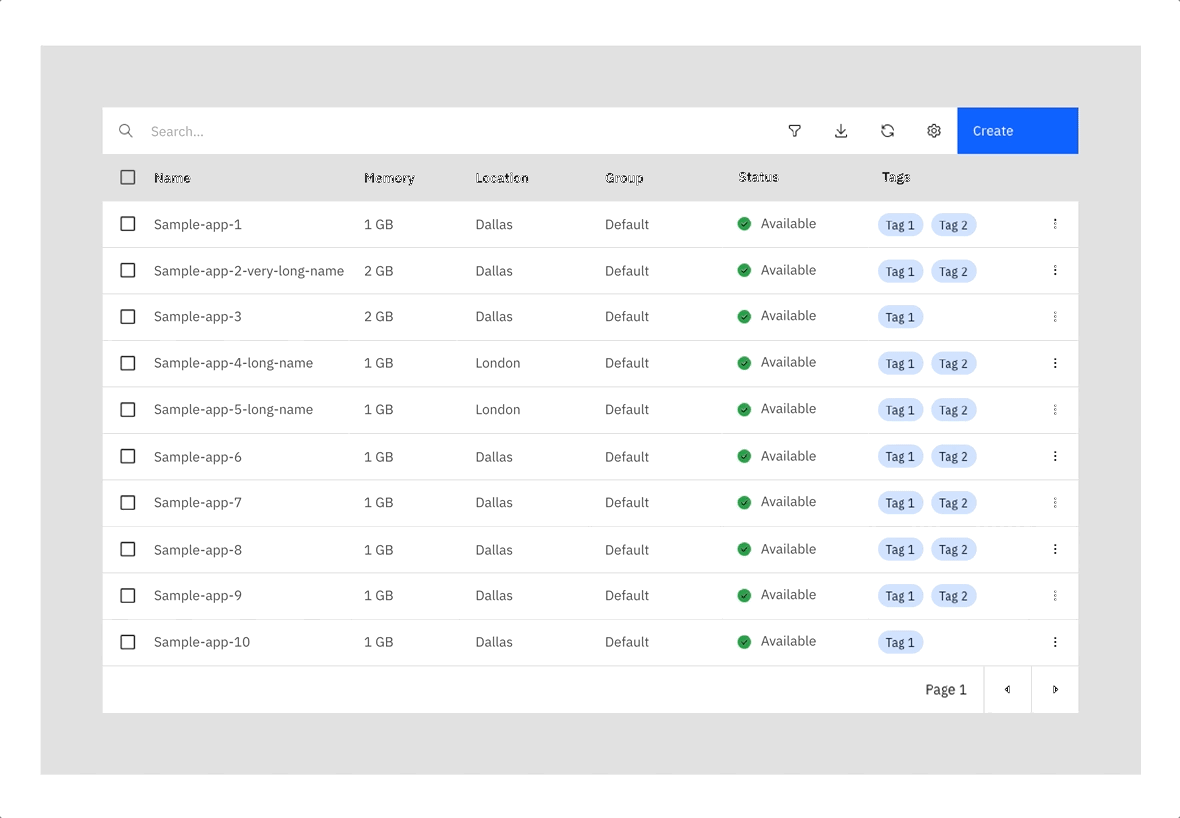 Search... Create
Name Memory Location Group Status Tags
Sample-app-1 1 GB Dallas Default Available Tag 1 Tag 2
Sample-app-2-very-long-name 2 GB Dallas Default Available Tag 1 Tag 2
Sample-app-3 2 GB Dallas Default Available Tag 1
Sample-app-4-long-name 1 GB London Default Available Tag 1 Tag 2
Sample-app-5-long-name 1 GB London Default Available Tag 1 Tag 2
Sample-app-6 1 GB Dallas Default Available Tag 1 Tag 2
Sample-app-7 1 GB Dallas Default Available Tag 1 Tag 2
Sample-app-8 1 GB Dallas Default Available Tag 1 Tag 2
Sample-app-9 1 GB Dallas Default Available Tag 1 Tag 2
Sample-app-10 1 GB Dallas Default Available Tag 1
Page 1